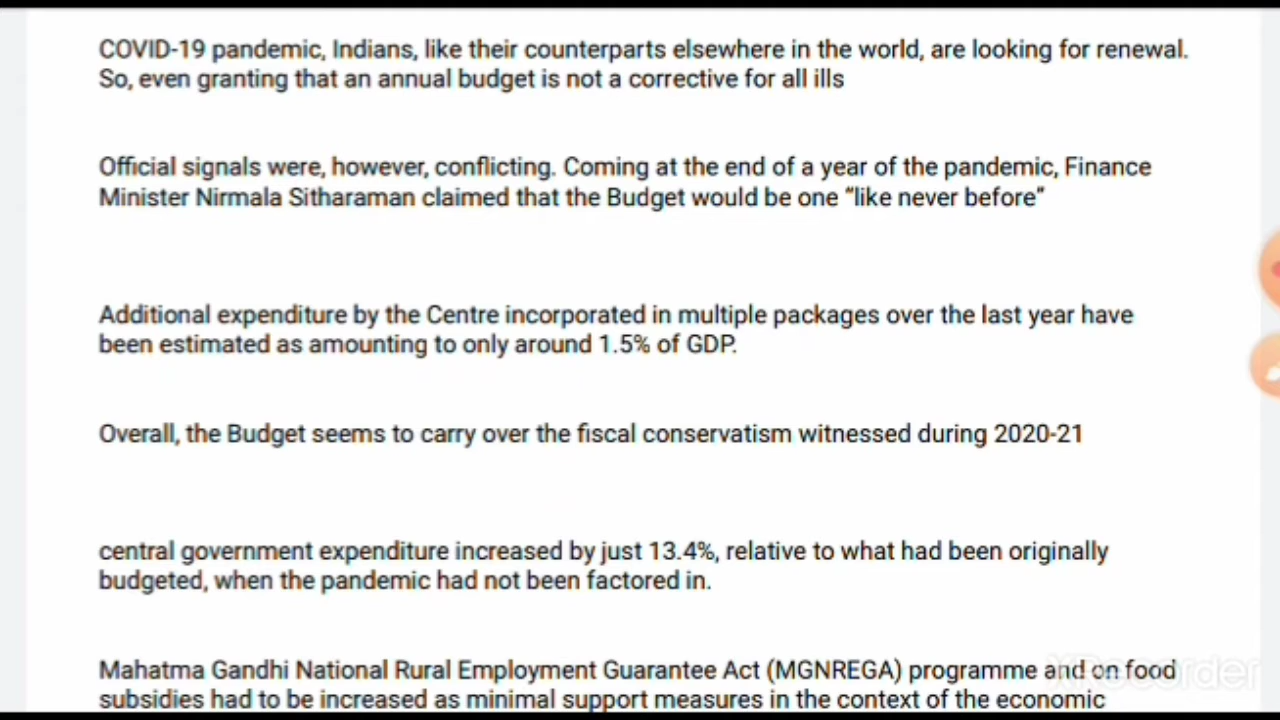 COVID-19 pandemic, Indians, like their counterparts elsewhere in the world, are looking for renewal.
So, even granting that an annual budget is not a corrective for all ills
Official signals were, however, conflicting. Coming at the end of a year of the pandemic, Finance
Minister Nirmala Sitharaman claimed that the Budget would be one “like never before”
Additional expenditure by the Centre incorporated in multiple packages over the last year have
been estimated as amounting to only around 1.5% of GDP.
Overall, the Budget seems to carry over the fiscal conservatism witnessed during 2020-21
central government expenditure increased by just 13.4%, relative to what had been originally
budgeted, when the pandemic had not been factored in.
Mahatma Gandhi National Rural Employment Guarantee Act (MGNREGA) programme and on food
subsidies had to be increased as minimal support measures in the context of the economic
XRecorder